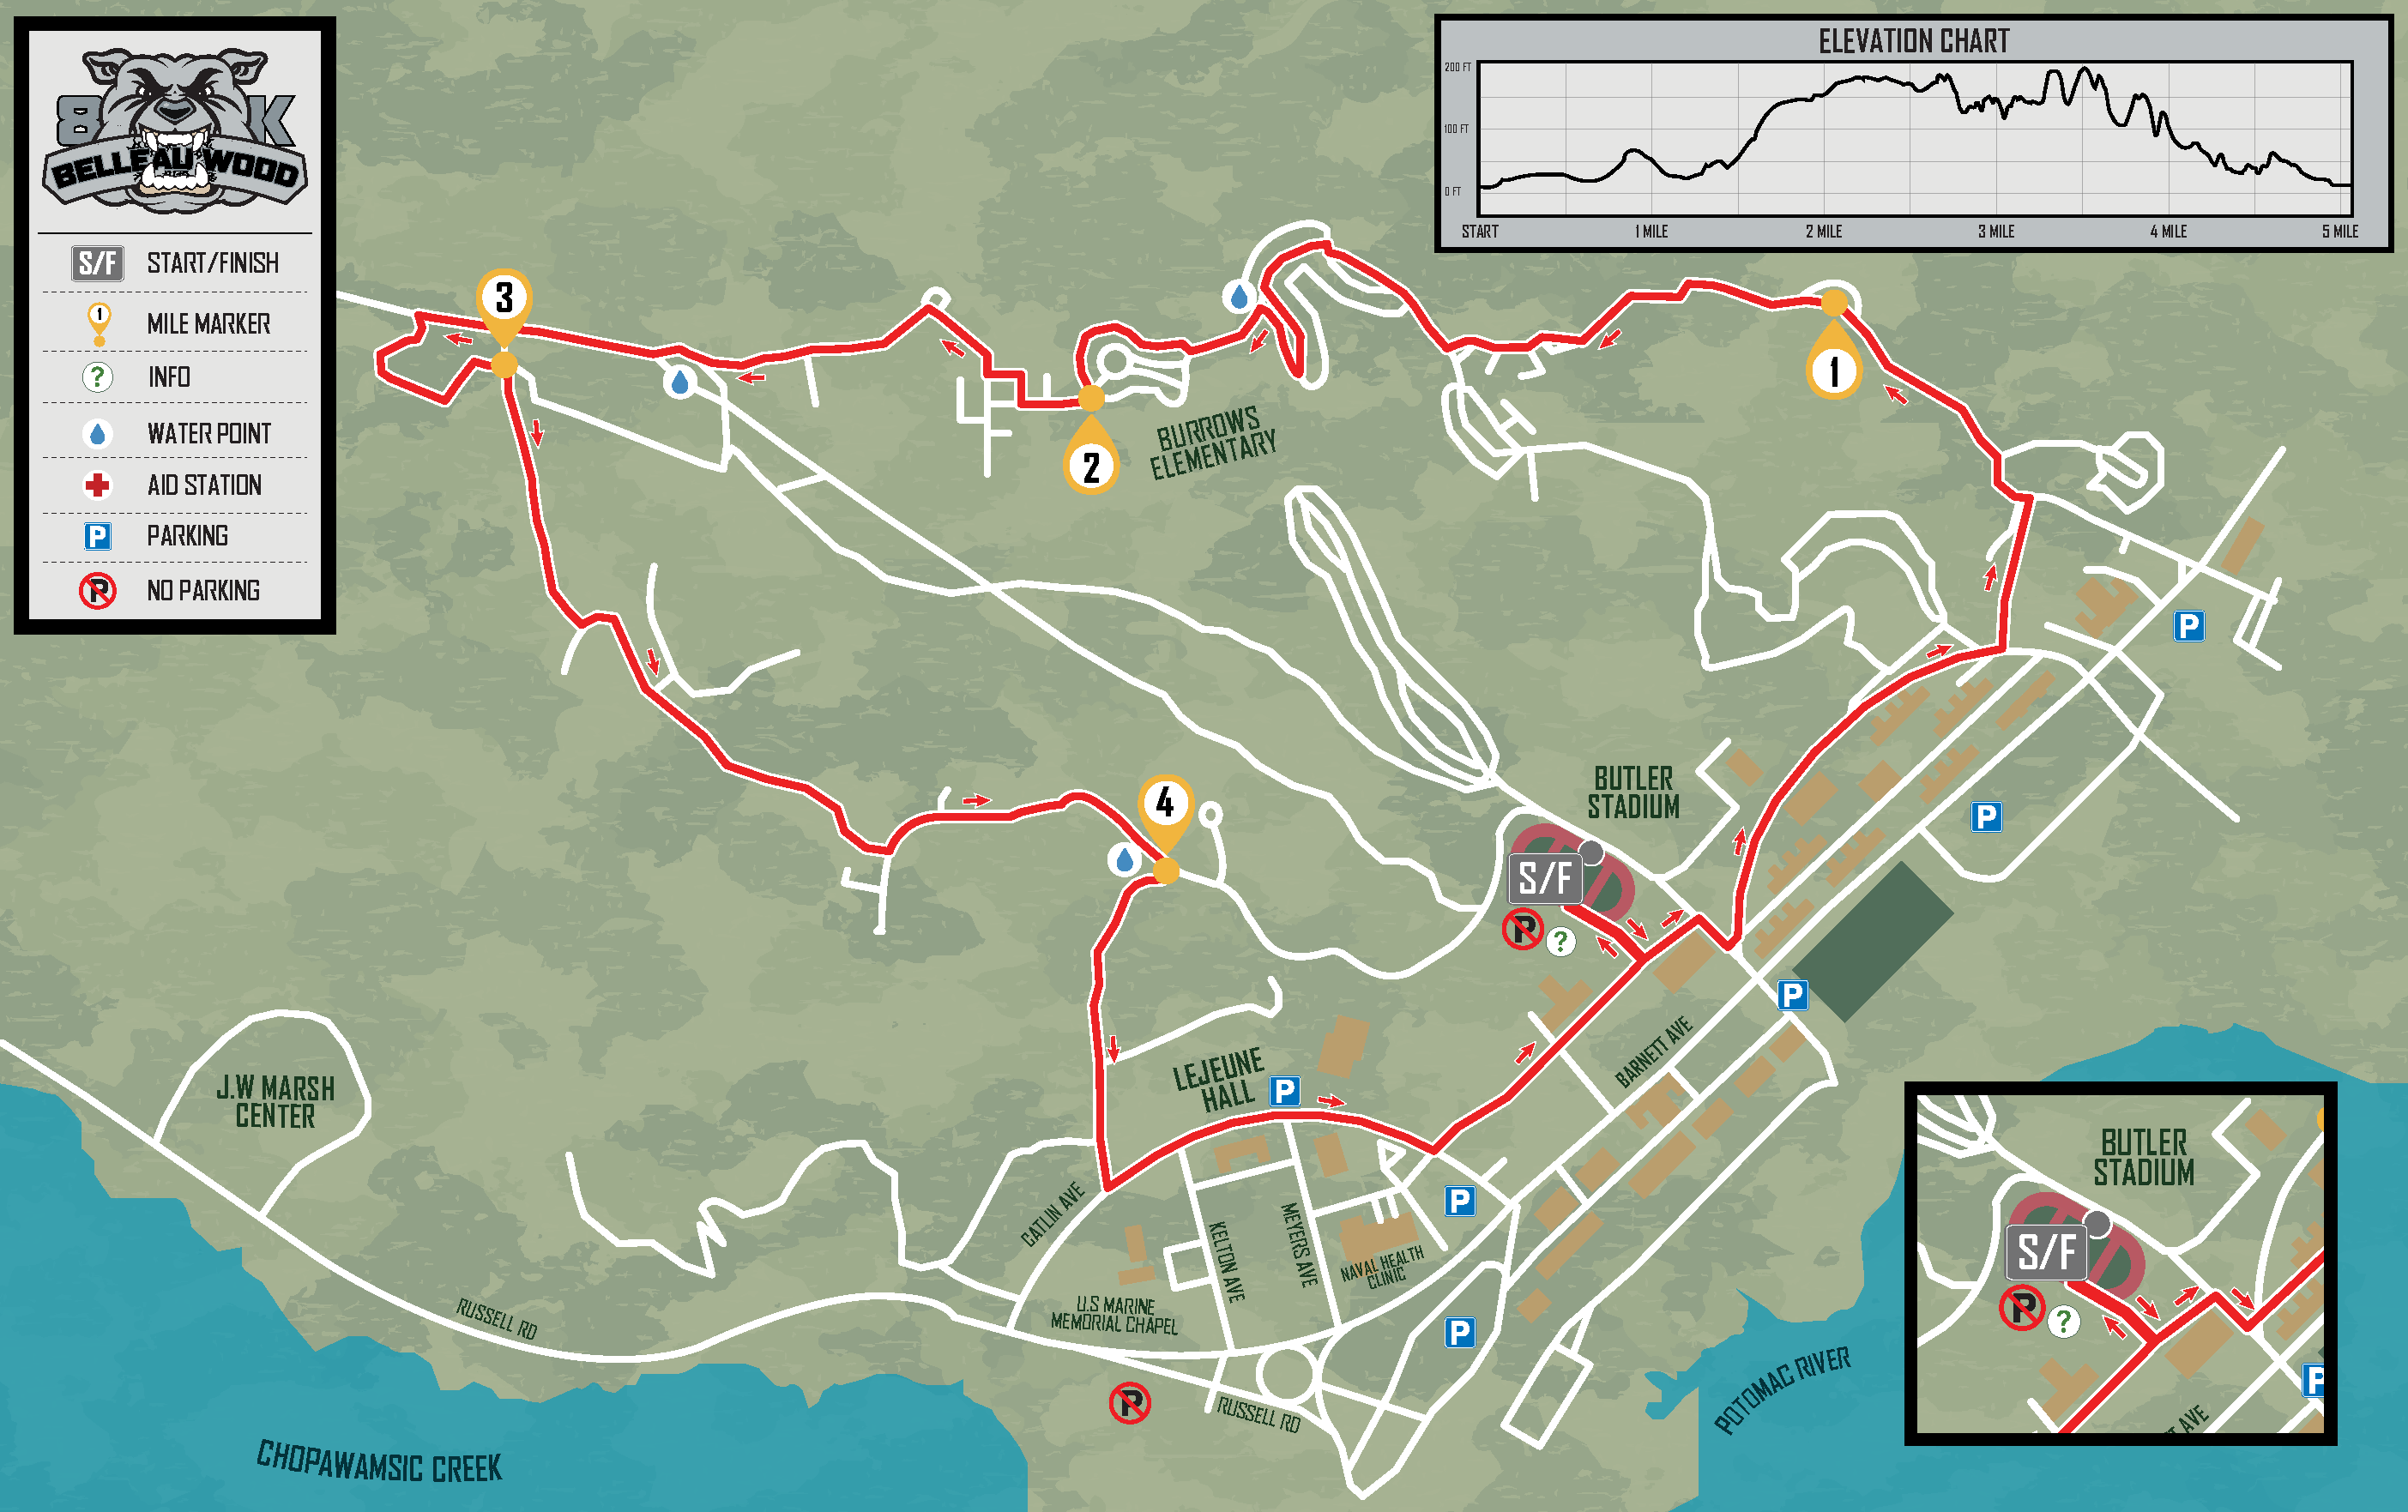 8 K
BELLEAU WOOD
S/F START/FINISH
1 MILE MARKER
? INFO
WATER POINT
AID STATION
P PARKING
P NO PARKING
ELEVATION CHART
200 FT
100 FT
0 FT
START 1 MILE 2 MILE 3 MILE 4 MILE 5 MILE
3
1
2
BURROWS
ELEMENTARY
P
4
BUTLER
STADIUM
P
S/F
P
?
P
BARNETT AVE
LEJEUNE
HALL
P
J.W MARSH
CENTER
CATLIN AVE
KELTON AVE
MEYERS AVE
P
NAVAL HEALTH
CLINIC
U.S MARINE
MEMORIAL CHAPEL
P
RUSSELL RD
P
RUSSELL RD
POTOMAC RIVER
CHOPAWAMSIC CREEK
BUTLER
STADIUM
S/F
P
?
P
T AVE